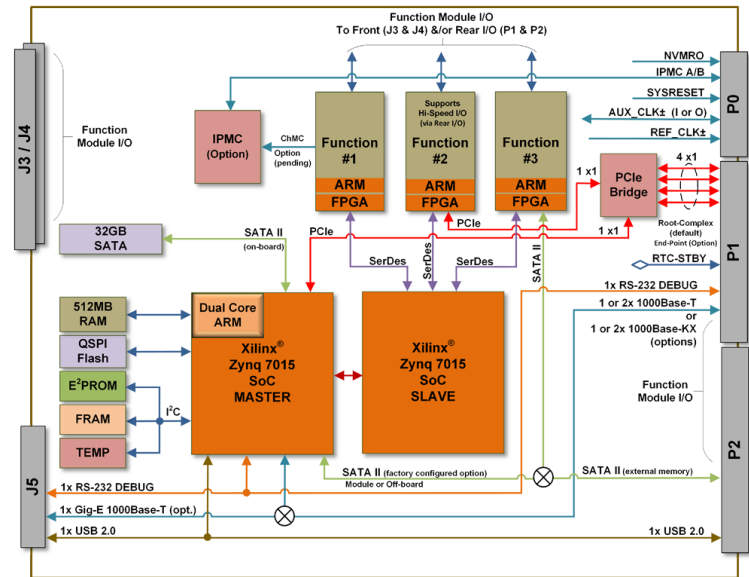 Function Module I/O
To Front (J3 & J4) &/or Rear I/O (P1 & P2)
J3 / J4
Function
Module I/O
IPMC
(Option)
ChMC
Option
(pending)
Function
#1
ARM
FPGA
Supports
Hi-Speed I/O
(via Rear I/O)
Function
#2
ARM
FPGA
Function
#3
ARM
FPGA
NVMRO
IPMC A/B
SYSRESET
AUX_CLK± (I or O)
REF_CLK±
P0
1 x1
PCIe
Bridge
4 x1
1 x1
Root-Complex
(default)
End-Point (Option)
RTC-STBY
P1
32GB
SATA
SATA II
(on-board)
PCIe
PCIe
SerDes
SerDes
SerDes
SATA II
1x RS-232 DEBUG
1 or 2x 1000Base-T
or
1 or 2x 1000Base-KX
(options)
512MB
RAM
QSPI
Flash
E²PROM
FRAM
TEMP
I²C
Dual Core
ARM
Xilinx®
Zynq 7015
SoC
MASTER
Xilinx®
Zynq 7015
SoC
SLAVE
Function
Module I/O
P2
SATA II (factory configured option)
Module or Off-board
SATA II (external memory)
J5
1x RS-232 DEBUG
1x Gig-E 1000Base-T (opt.)
1x USB 2.0
1x USB 2.0